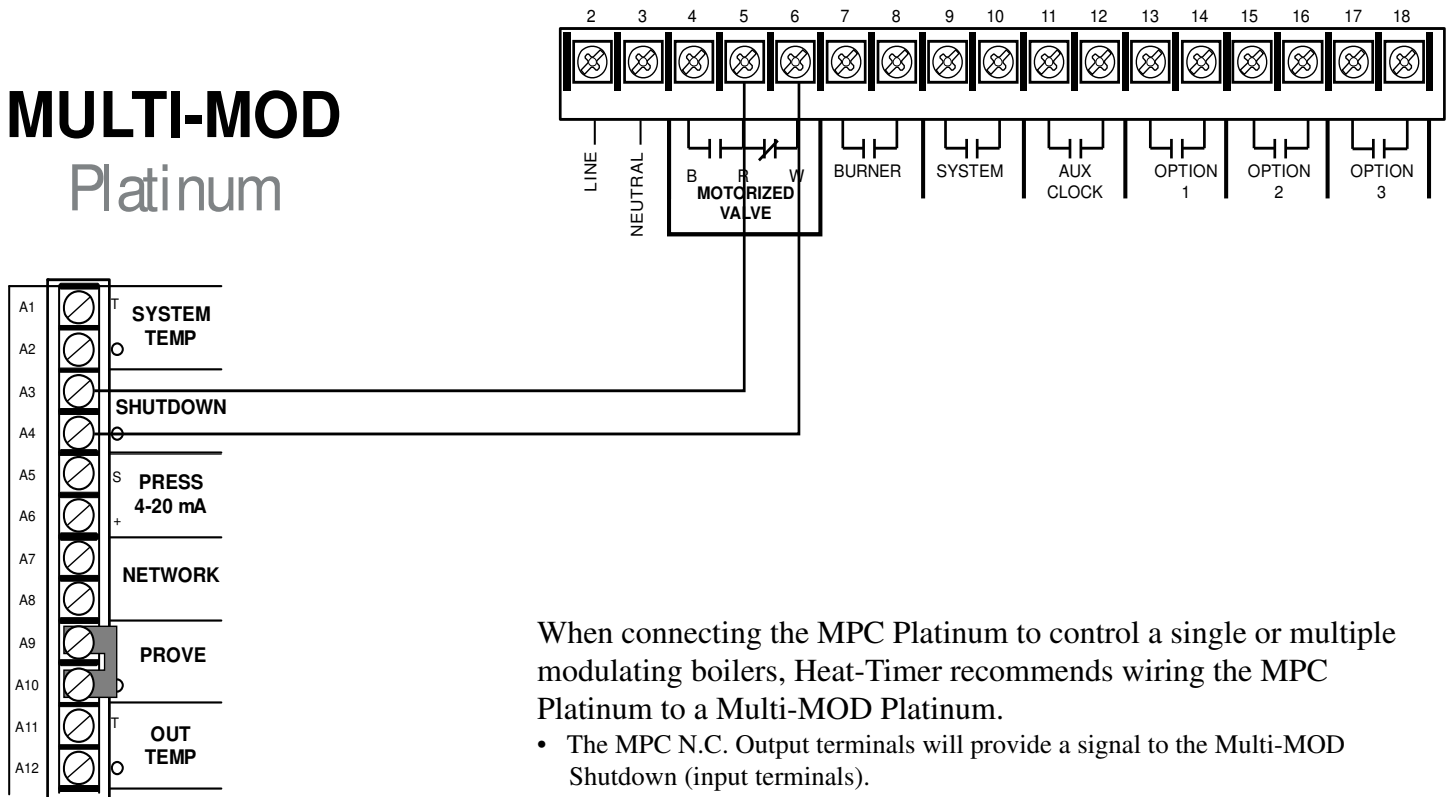 2 3 4 5 6 7 8 9 10 11 12 13 14 15 16 17 18
MULTI-MOD
Platinum
LINE
NEUTRAL
B R W
MOTORIZED
VALVE
BURNER
SYSTEM
AUX
CLOCK
OPTION
1
OPTION
2
OPTION
3
A1 T
SYSTEM
TEMP
A2
A3
SHUTDOWN
A4
A5 S
PRESS
4-20 mA
A6 +
A7
NETWORK
A8
A9
PROVE
A10
A11 T
OUT
TEMP
A12
When connecting the MPC Platinum to control a single or multiple
modulating boilers, Heat-Timer recommends wiring the MPC
Platinum to a Multi-MOD Platinum.
• The MPC N.C. Output terminals will provide a signal to the Multi-MOD
Shutdown (input terminals).